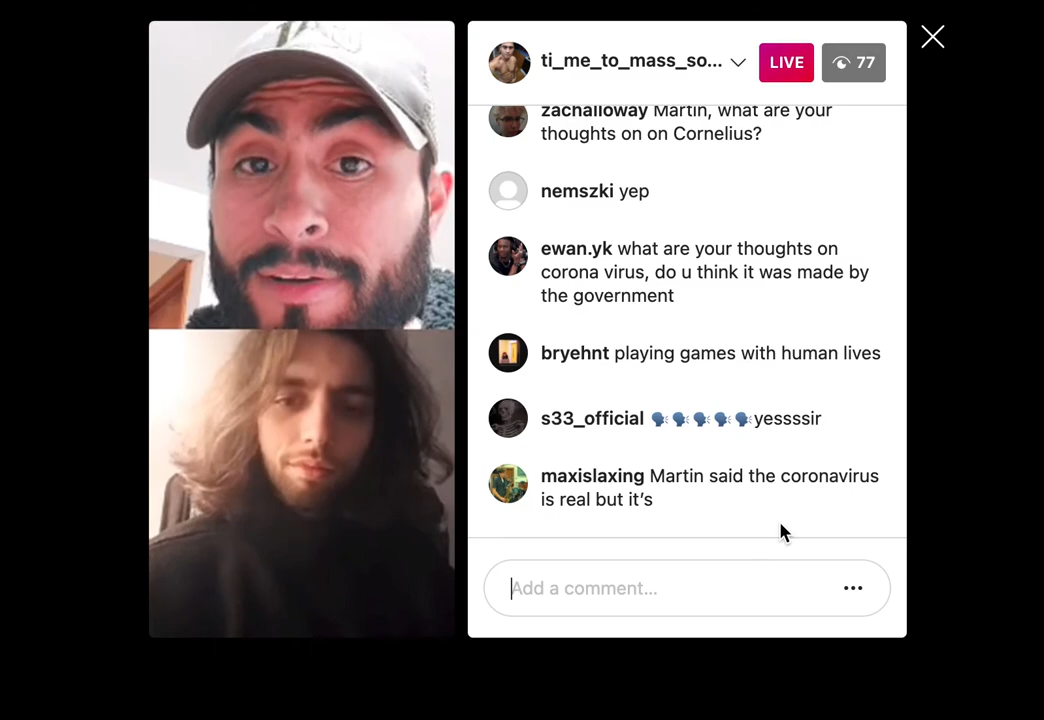 ti_me_to_mass_so...
LIVE
77
zachalloway Martin, what are your
thoughts on on Cornelius?
nemszki yep
ewan.yk what are your thoughts on
corona virus, do u think it was made by
the government
bryehnt playing games with human lives
s33_official 🗣🗣🗣🗣🗣yessssir
maxislaxing Martin said the coronavirus
is real but it’s
Add a comment...